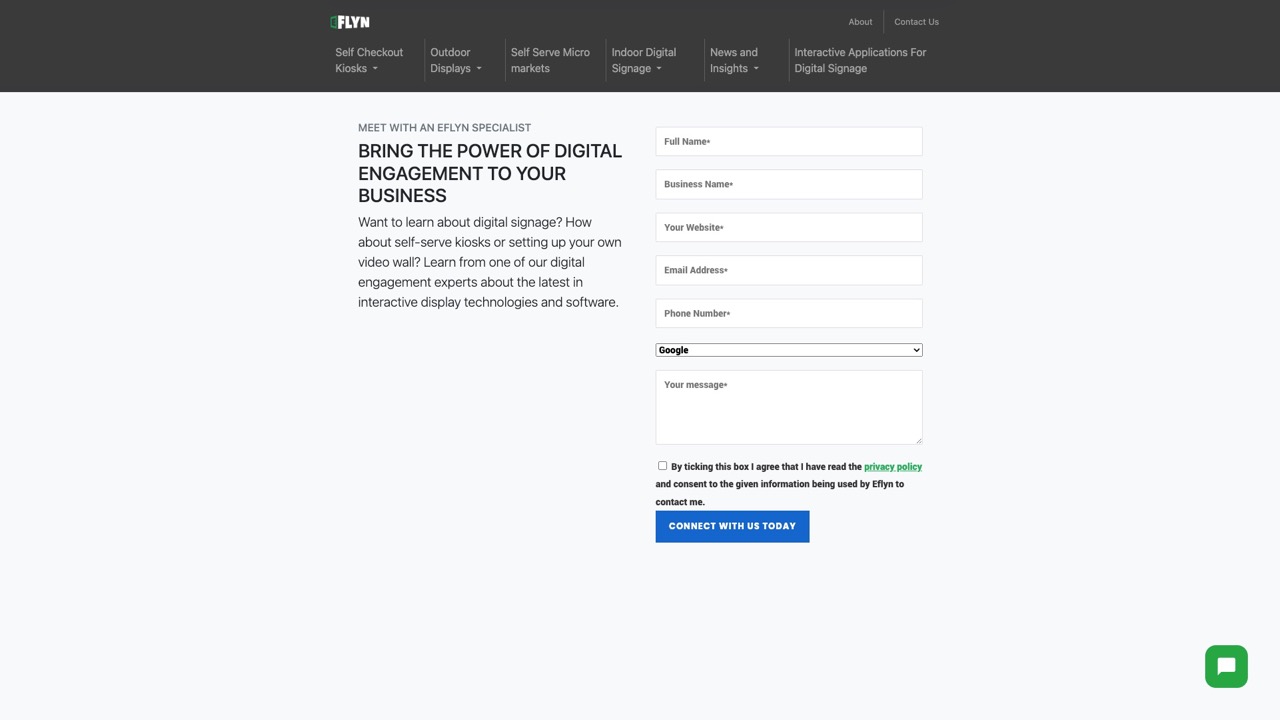 EFLYN
About
Contact Us
Self Checkout
Kiosks
Outdoor
Displays
Self Serve Micro
markets
Indoor Digital
Signage
News and
Insights
Interactive Applications For
Digital Signage
MEET WITH AN EFLYN SPECIALIST
BRING THE POWER OF DIGITAL
ENGAGEMENT TO YOUR
BUSINESS
Want to learn about digital signage? How
about self-serve kiosks or setting up your own
video wall? Learn from one of our digital
engagement experts about the latest in
interactive display technologies and software.
Full Name*
Business Name*
Your Website*
Email Address*
Phone Number*
Google
Your message*
By ticking this box I agree that I have read the privacy policy
and consent to the given information being used by Eflyn to
contact me.
CONNECT WITH US TODAY